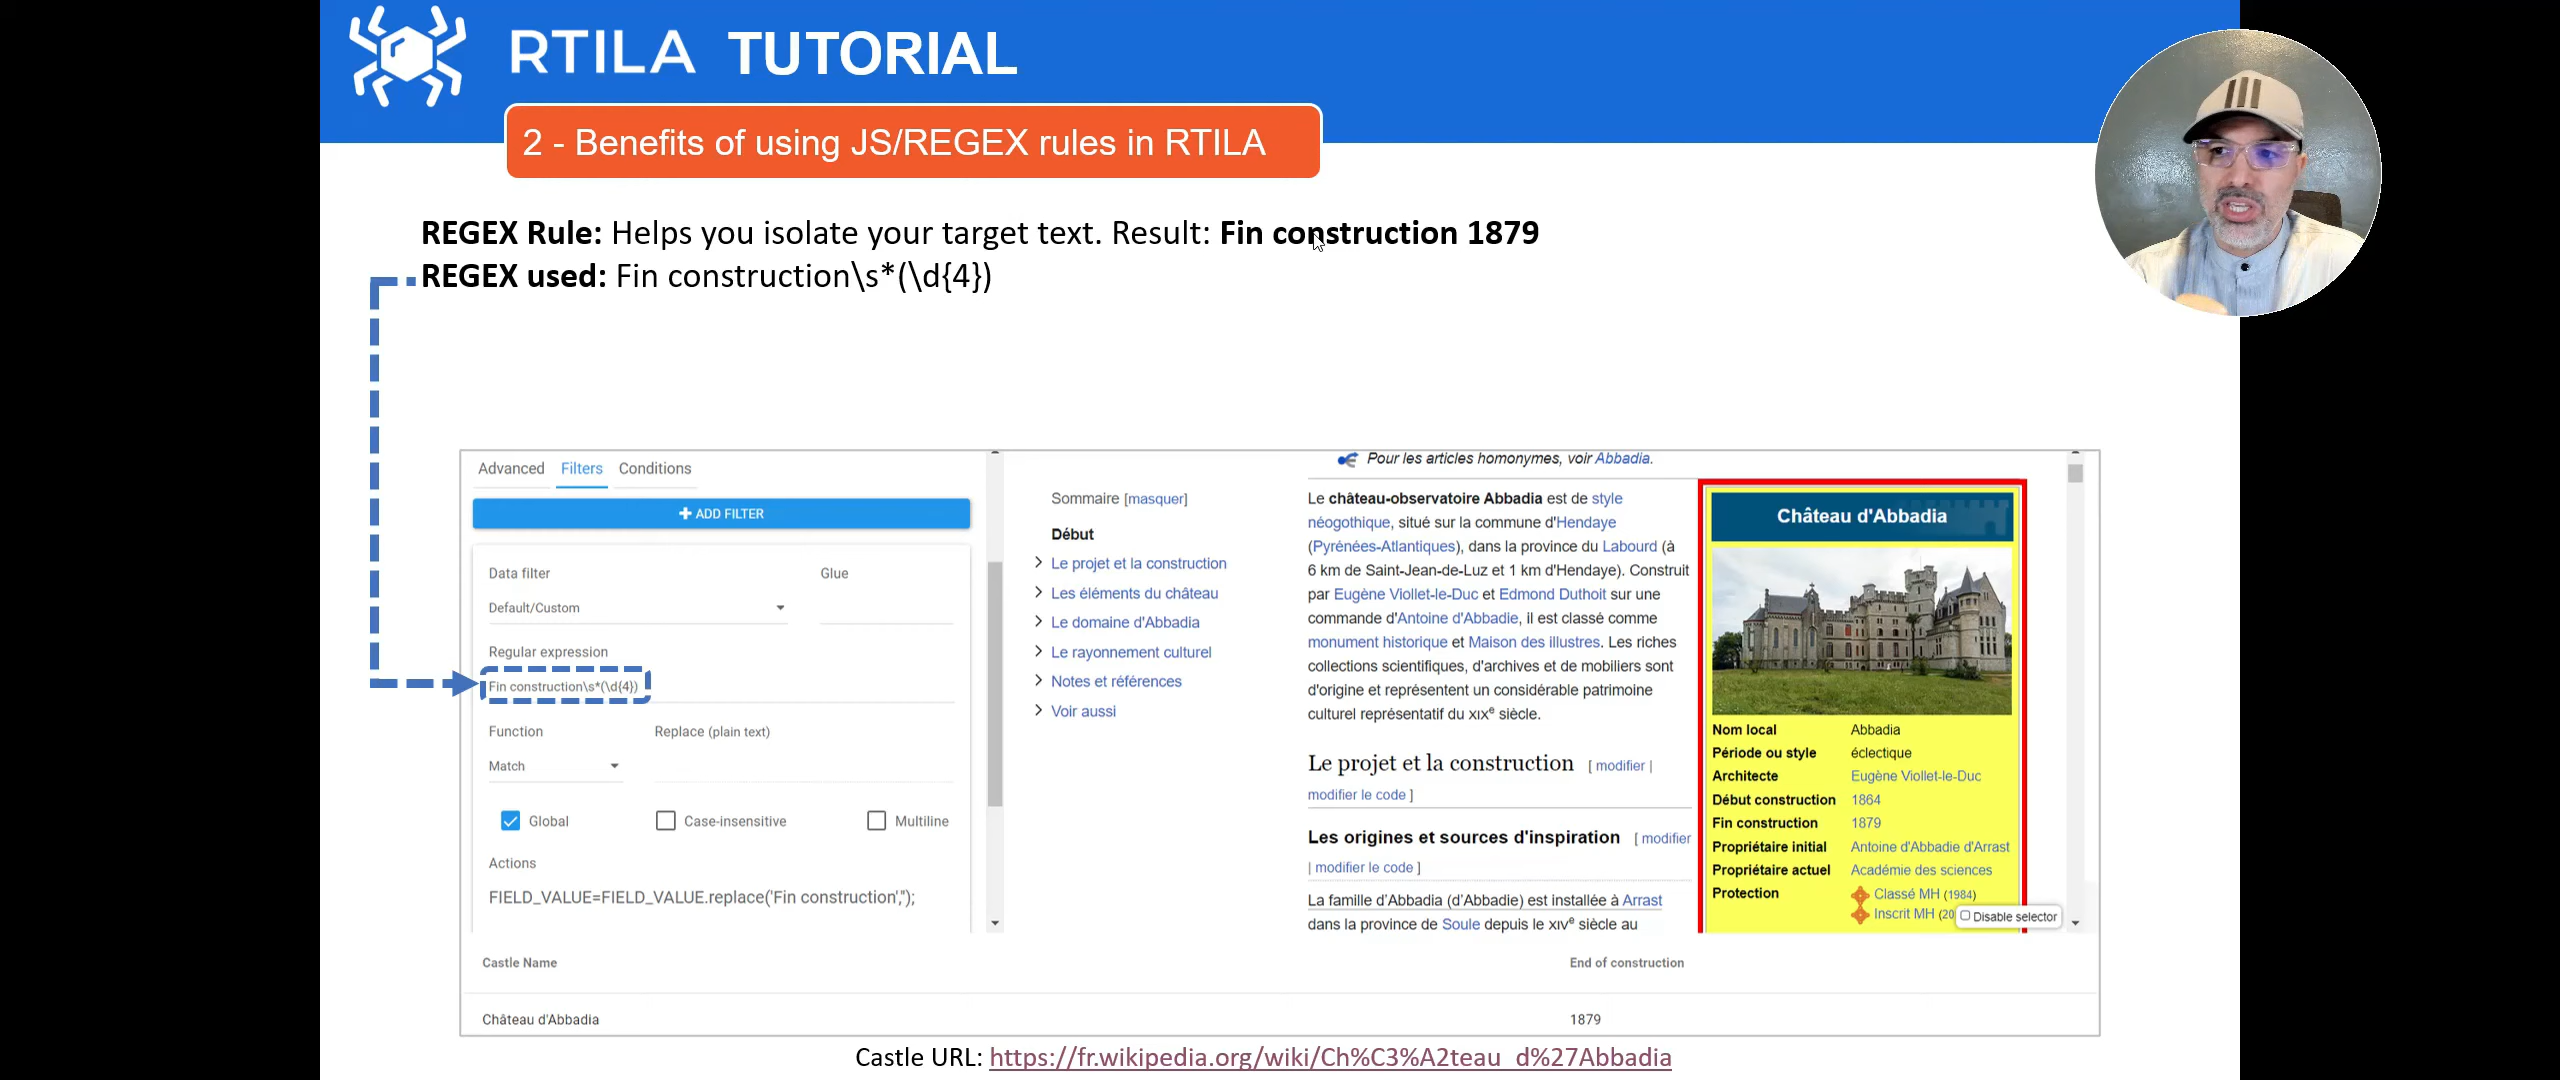 RTILA TUTORIAL
2 - Benefits of using JS/REGEX rules in RTILA
REGEX Rule: Helps you isolate your target text. Result: Fin construction 1879
REGEX used: Fin construction\s*(\d{4})
Advanced Filters Conditions
+ ADD FILTER
Data filter Glue
Default/Custom
Regular expression
Fin construction\s*(\d{4})
Function Replace (plain text)
Match
Global Case-insensitive Multiline
Actions
FIELD_VALUE=FIELD_VALUE.replace('Fin construction','');
Sommaire [masquer]
Début
Le projet et la construction
Les éléments du château
Le domaine d'Abbadia
Le rayonnement culturel
Notes et références
Voir aussi
Pour les articles homonymes, voir Abbadia.
Le château-observatoire Abbadia est de style
néogothique, situé sur la commune d'Hendaye
(Pyrénées-Atlantiques), dans la province du Labourd (à
6 km de Saint-Jean-de-Luz et 1 km d'Hendaye). Construit
par Eugène Viollet-le-Duc et Edmond Duthoit sur une
commande d'Antoine d'Abbadie, il est classé comme
monument historique et Maison des illustres. Les riches
collections scientifiques, d'archives et de mobiliers sont
d'origine et représentent un considérable patrimoine
culturel représentatif du XIXe siècle.
Le projet et la construction [ modifier |
modifier le code ]
Les origines et sources d'inspiration [ modifier
| modifier le code ]
La famille d'Abbadia (d'Abbadie) est installée à Arrast
dans la province de Soule depuis le XIVe siècle au
Château d'Abbadia
Nom local Abbadia
Période ou style éclectique
Architecte Eugène Viollet-le-Duc
Début construction 1864
Fin construction 1879
Propriétaire initial Antoine d'Abbadie d'Arrast
Propriétaire actuel Académie des sciences
Protection Classé MH (1984)
Inscrit MH (20
Disable selector
Castle Name End of construction
Château d'Abbadia 1879
Castle URL: https://fr.wikipedia.org/wiki/Ch%C3%A2teau_d%27Abbadia